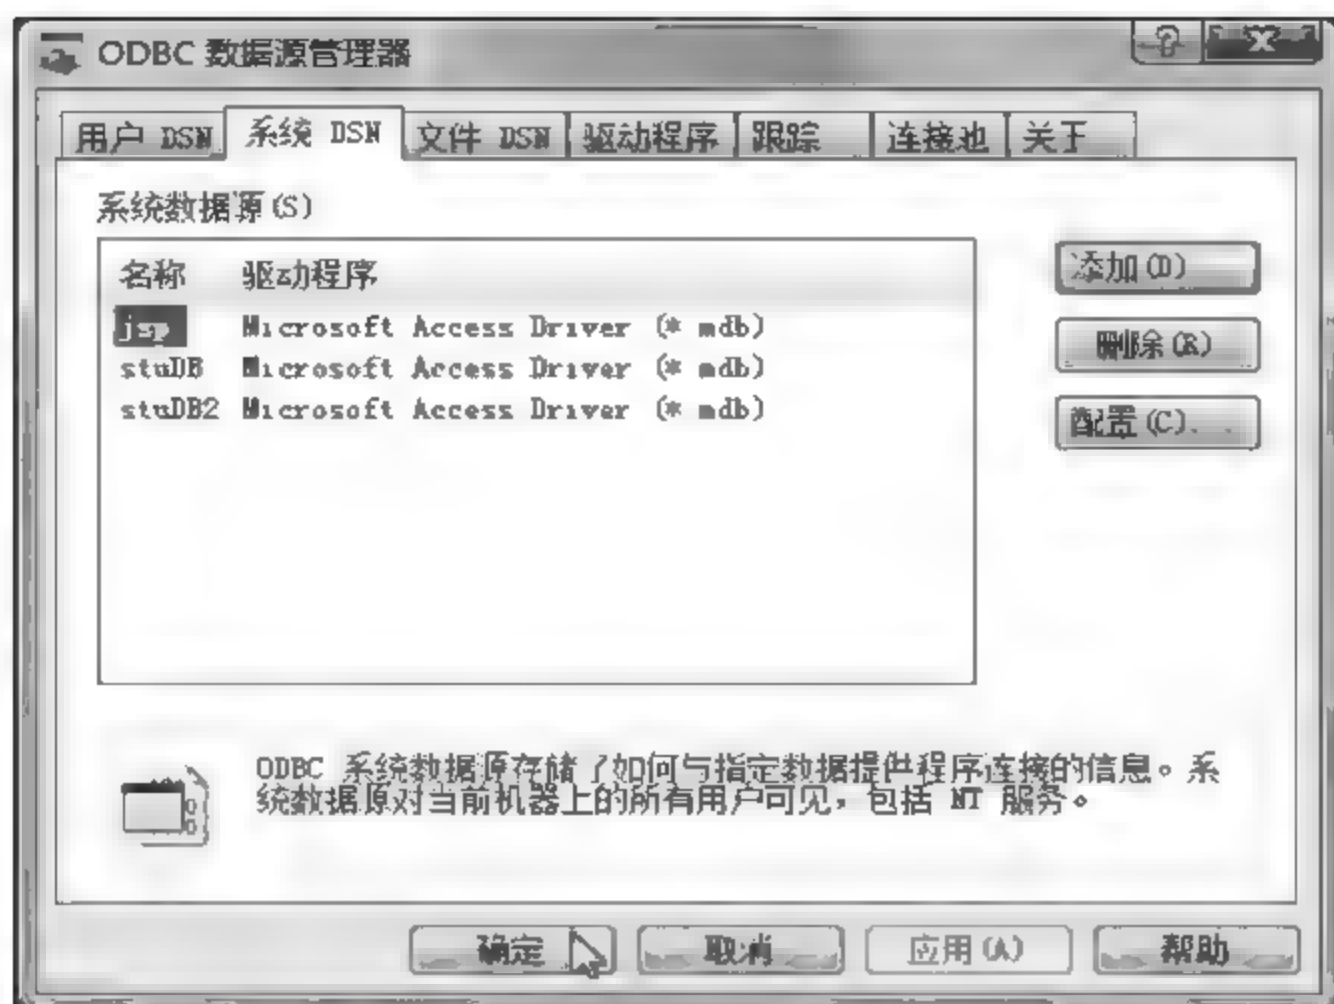 ODBC 数据源管理器
用户 DSN 系统 DSN 文件 DSN 驱动程序 跟踪 连接池 关于
系统数据源(S)
名称 驱动程序
jsp Microsoft Access Driver (* mdb)
stuDB Microsoft Access Driver (* mdb)
stuDB2 Microsoft Access Driver (* mdb)
添加(D)
删除(R)
配置(C)...
ODBC 系统数据源存储了如何与指定数据提供程序连接的信息。系
统数据源对当前机器上的所有用户可见，包括 NT 服务。
确定 取消 应用(A) 帮助